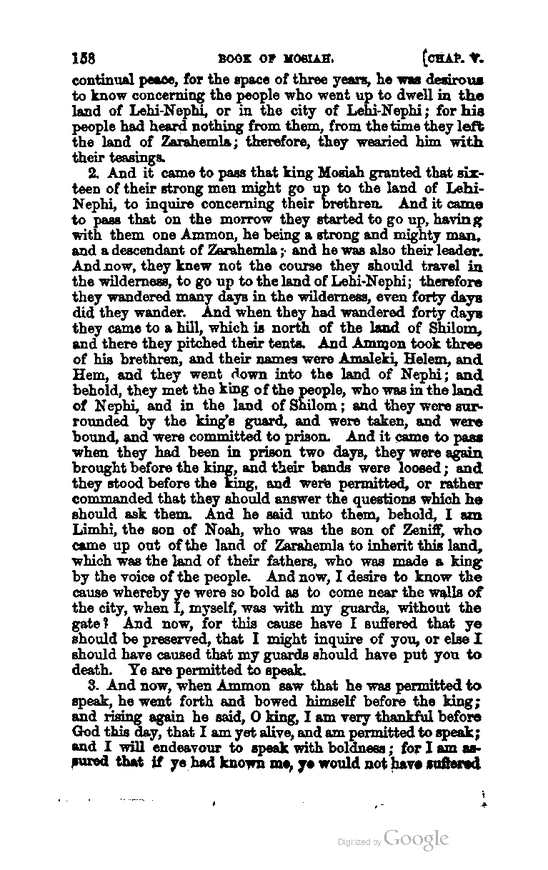 158 BOOK OF MOSIAH. [CHAP. V.
continual peace, for the space of three years, he was desirous
to know concerning the people who went up to dwell in the
land of Lehi-Nephi, or in the city of Lehi-Nephi; for his
people had heard nothing from them, from the time they left
the land of Zarahemla; therefore, they wearied him with
their teasings.
2. And it came to pass that king Mosiah granted that six-
teen of their strong men might go up to the land of Lehi-
Nephi, to inquire concerning their brethren. And it came
to pass that on the morrow they started to go up, having
with them one Ammon, he being a strong and mighty man,
and a descendant of Zarahemla; and he was also their leader.
And now, they knew not the course they should travel in
the wilderness, to go up to the land of Lehi-Nephi; therefore
they wandered many days in the wilderness, even forty days
did they wander. And when they had wandered forty days
they came to a hill, which is north of the land of Shilom,
and there they pitched their tents. And Ammon took three
of his brethren, and their names were Amaleki, Helem, and
Hem, and they went down into the land of Nephi; and
behold, they met the king of the people, who was in the land
of Nephi, and in the land of Shilom; and they were sur-
rounded by the king's guard, and were taken, and were
bound, and were committed to prison. And it came to pass
when they had been in prison two days, they were again
brought before the king, and their bands were loosed; and
they stood before the king, and were permitted, or rather
commanded that they should answer the questions which he
should ask them. And he said unto them, behold, I am
Limhi, the son of Noah, who was the son of Zeniff, who
came up out of the land of Zarahemla to inherit this land,
which was the land of their fathers, who was made a king
by the voice of the people. And now, I desire to know the
cause whereby ye were so bold as to come near the walls of
the city, when I, myself, was with my guards, without the
gate? And now, for this cause have I suffered that ye
should be preserved, that I might inquire of you, or else I
should have caused that my guards should have put you to
death. Ye are permitted to speak.
3. And now, when Ammon saw that he was permitted to
speak, he went forth and bowed himself before the king;
and rising again he said, O king, I am very thankful before
God this day, that I am yet alive, and am permitted to speak;
and I will endeavour to speak with boldness; for I am as-
sured that if ye had known me, ye would not have suffered
Digitized by Google